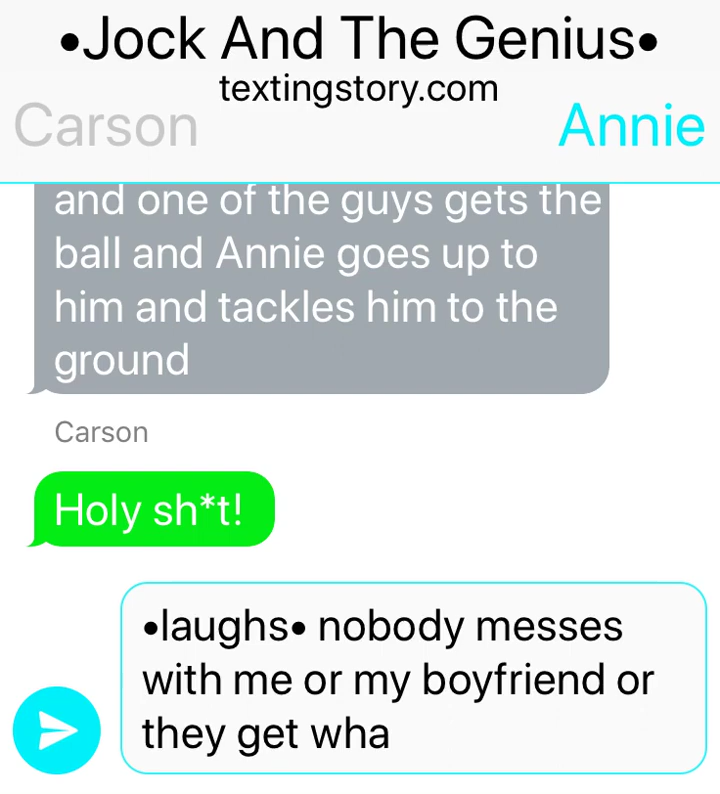 •Jock And The Genius•
textingstory.com
Carson
Annie
and one of the guys gets the
ball and Annie goes up to
him and tackles him to the
ground
Carson
Holy sh*t!
•laughs• nobody messes
with me or my boyfriend or
they get wha